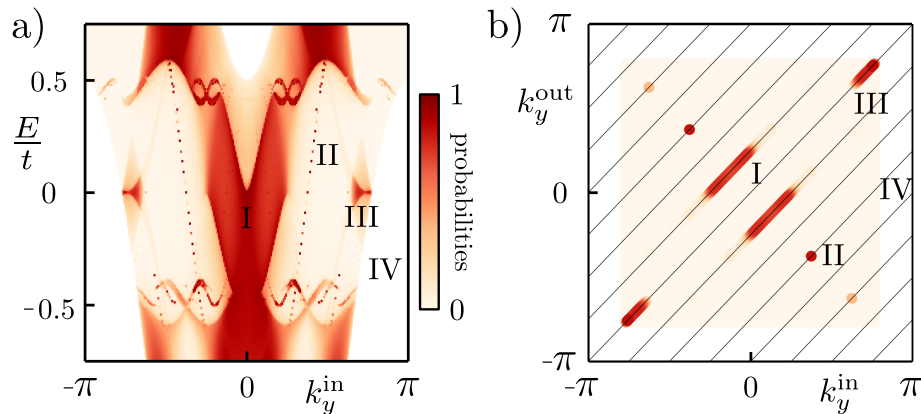 a)
E/t
0.5
0
-0.5
-π
0
k_y^in
π
I
II
III
IV
1
probabilities
0
b)
π
k_y^out
0
-π
-π
0
k_y^in
π
I
II
III
IV